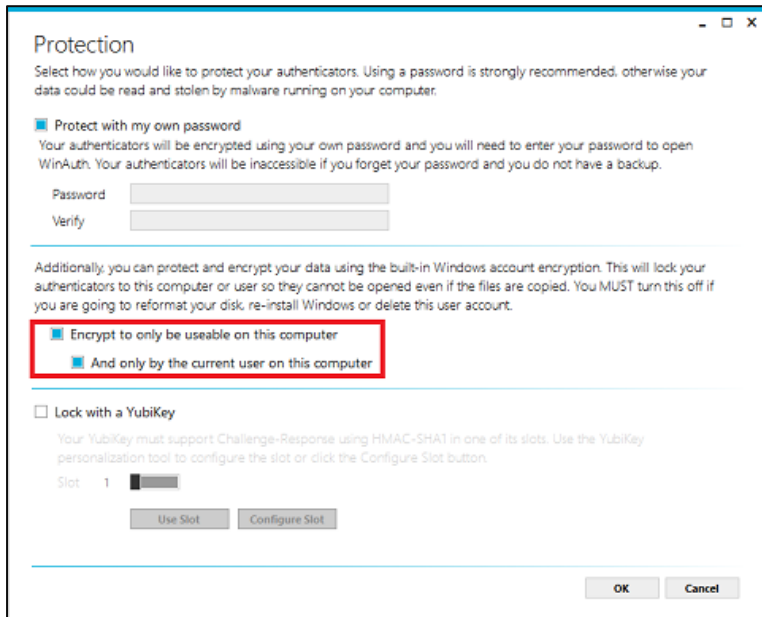 Protection
Select how you would like to protect your authenticators. Using a password is strongly recommended, otherwise your
data could be read and stolen by malware running on your computer.
Protect with my own password
Your authenticators will be encrypted using your own password and you will need to enter your password to open
WinAuth. Your authenticators will be inaccessible if you forget your password and you do not have a backup.
Password
Verify
Additionally, you can protect and encrypt your data using the built-in Windows account encryption. This will lock your
authenticators to this computer or user so they cannot be opened even if the files are copied. You MUST turn this off if
you are going to reformat your disk, re-install Windows or delete this user account.
Encrypt to only be useable on this computer
And only by the current user on this computer
Lock with a YubiKey
Your YubiKey must support Challenge-Response using HMAC-SHA1 in one of its slots. Use the YubiKey
personalization tool to configure the slot or click the Configure Slot button.
Slot 1
Use Slot Configure Slot
OK Cancel